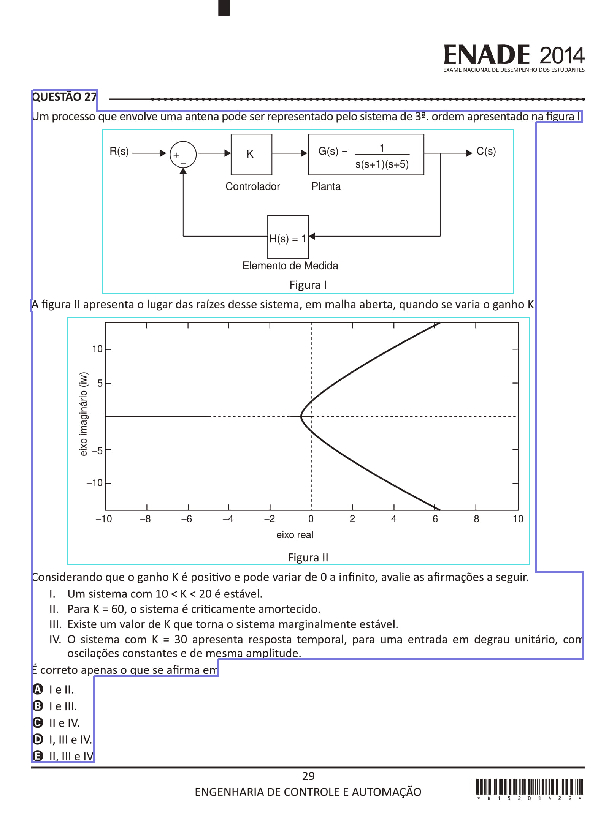 ENADE 2014
EXAME NACIONAL DE DESEMPENHO DOS ESTUDANTES
QUESTÃO 27
Um processo que envolve uma antena pode ser representado pelo sistema de 3ª. ordem apresentado na figura I.
R(s)
+
−
K
G(s) −
1
s(s+1)(s+5)
C(s)
Controlador
Planta
H(s) = 1
Elemento de Medida
Figura I
A figura II apresenta o lugar das raízes desse sistema, em malha aberta, quando se varia o ganho K
eixo imaginário (iw)
10
5
−5
−10
−10 −8 −6 −4 −2 0 2 4 6 8 10
eixo real
Figura II
Considerando que o ganho K é positivo e pode variar de 0 a infinito, avalie as afirmações a seguir.
I. Um sistema com 10 < K < 20 é estável.
II. Para K = 60, o sistema é criticamente amortecido.
III. Existe um valor de K que torna o sistema marginalmente estável.
IV. O sistema com K = 30 apresenta resposta temporal, para uma entrada em degrau unitário, com
oscilações constantes e de mesma amplitude.
É correto apenas o que se afirma em
A I e II.
B I e III.
C II e IV.
D I, III e IV.
E II, III e IV
29
ENGENHARIA DE CONTROLE E AUTOMAÇÃO